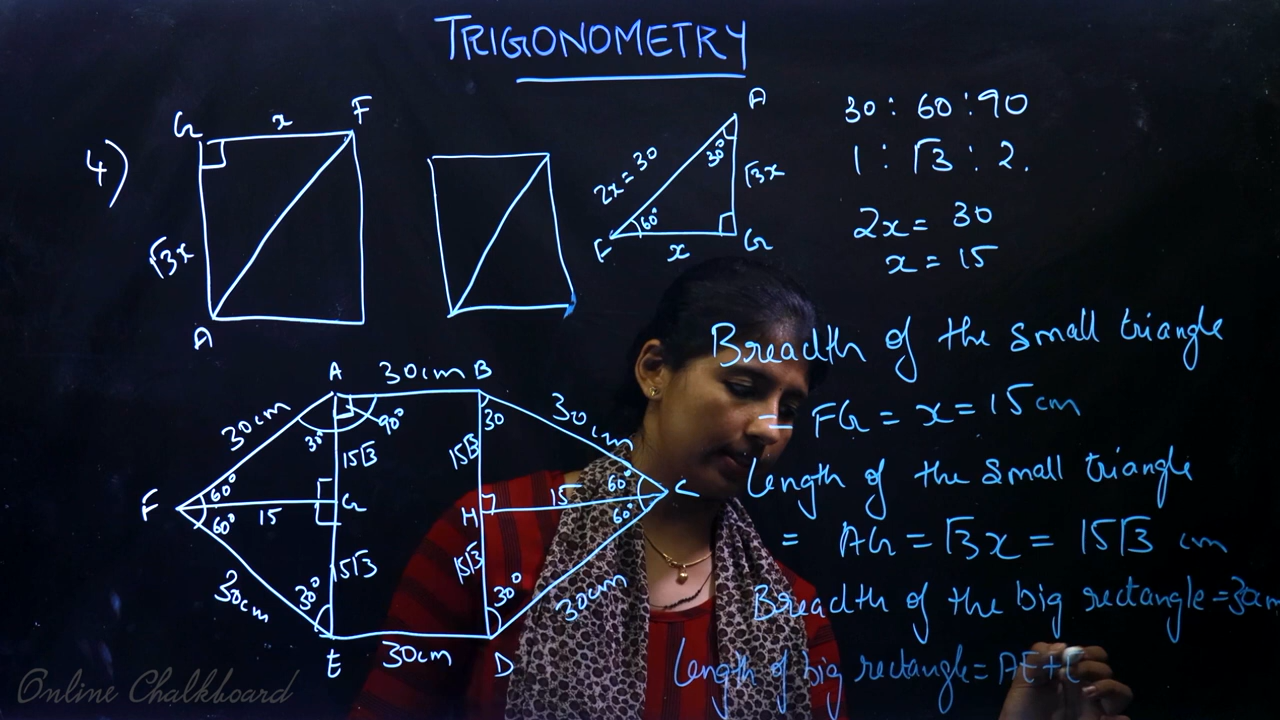 TRIGONOMETRY
4)
G x F
√3x
A
A
2x = 30
30°
√3x
60°
F x G
30 : 60 : 90
1 : √3 : 2.
2x = 30
x = 15
Breadth of the small triangle
= FG = x = 15 cm
Length of the small triangle
= AG = √3x = 15√3 cm
Breadth of the big rectangle = 30cm
Length of big rectangle = AE+
A 30cm B
30cm 30° 90° 30 30cm
15√3 15√3
F 60° 15 G H 15 60° C
60° 60°
15√3 15√3
30cm 30° 30° 30cm
E 30cm D
Online Chalkboard